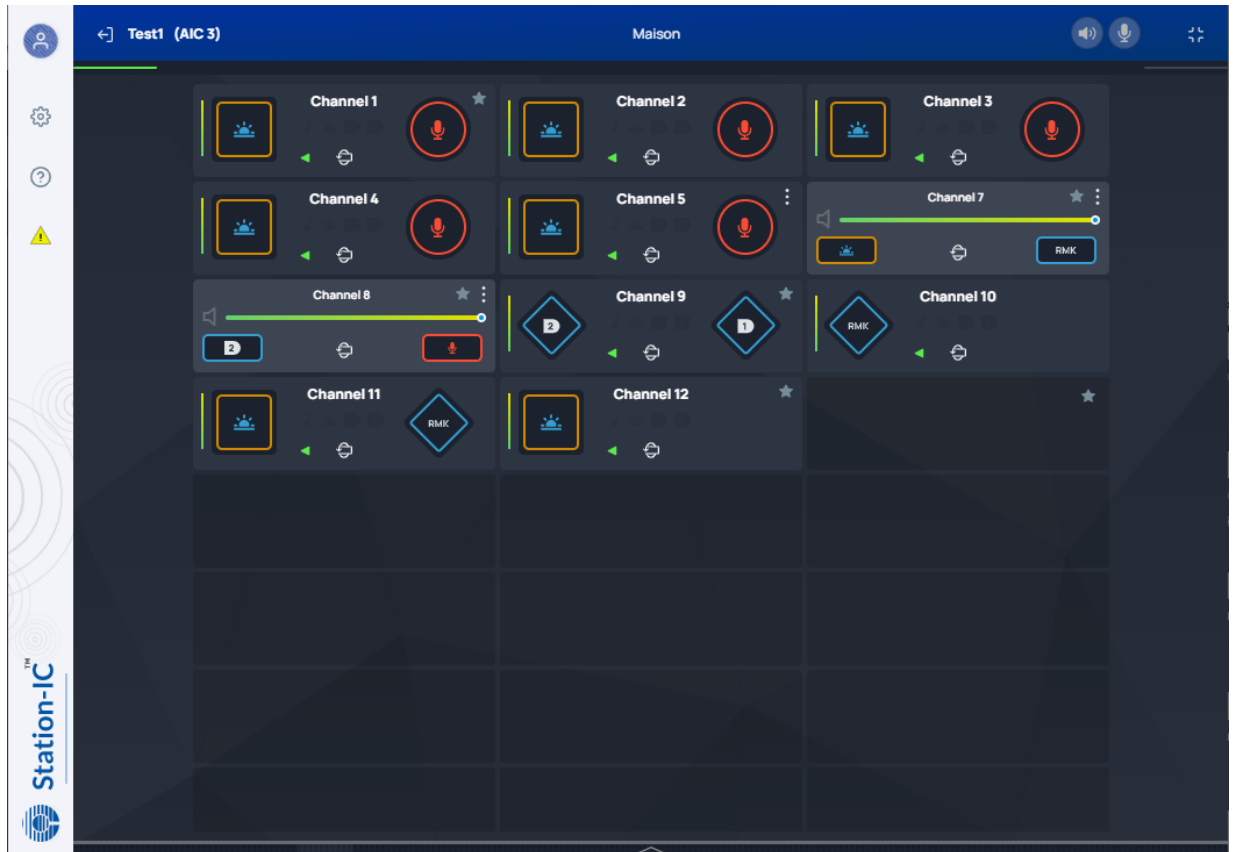 Test1 (AIC 3)
Maison
Channel 1
Channel 2
Channel 3
Channel 4
Channel 5
Channel 7
RMK
Channel 8
2
Channel 9
2
1
Channel 10
RMK
Channel 11
RMK
Channel 12
Station-IC™